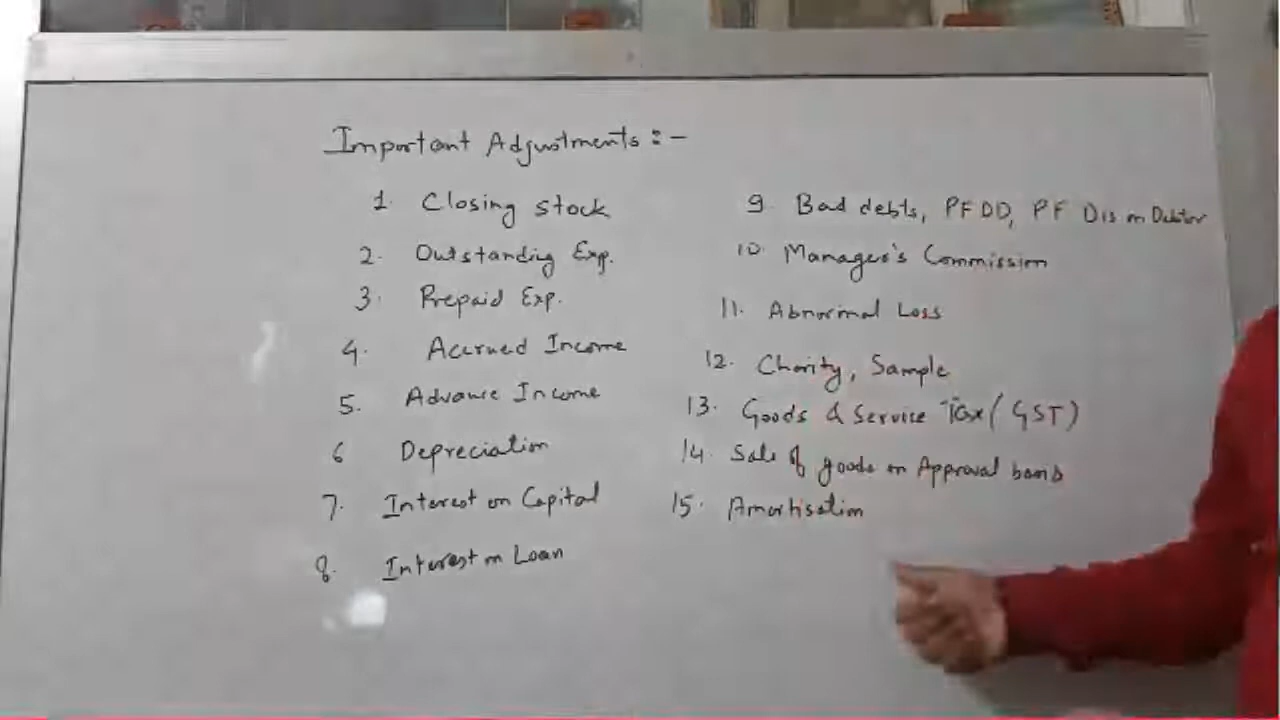 Important Adjustments :-
1. Closing stock
2. Outstanding Exp.
3. Prepaid Exp.
4. Accrued Income
5. Advance Income
6 Depreciation
7. Interest on Capital
8. Interest on Loan
9. Bad debts, PFDD, PF Dis on Debtor
10. Manager's Commission
11. Abnormal Loss
12. Charity, Sample
13. Goods & Service Tax (GST)
14. Sale of goods on Approval basis
15. Amortisation